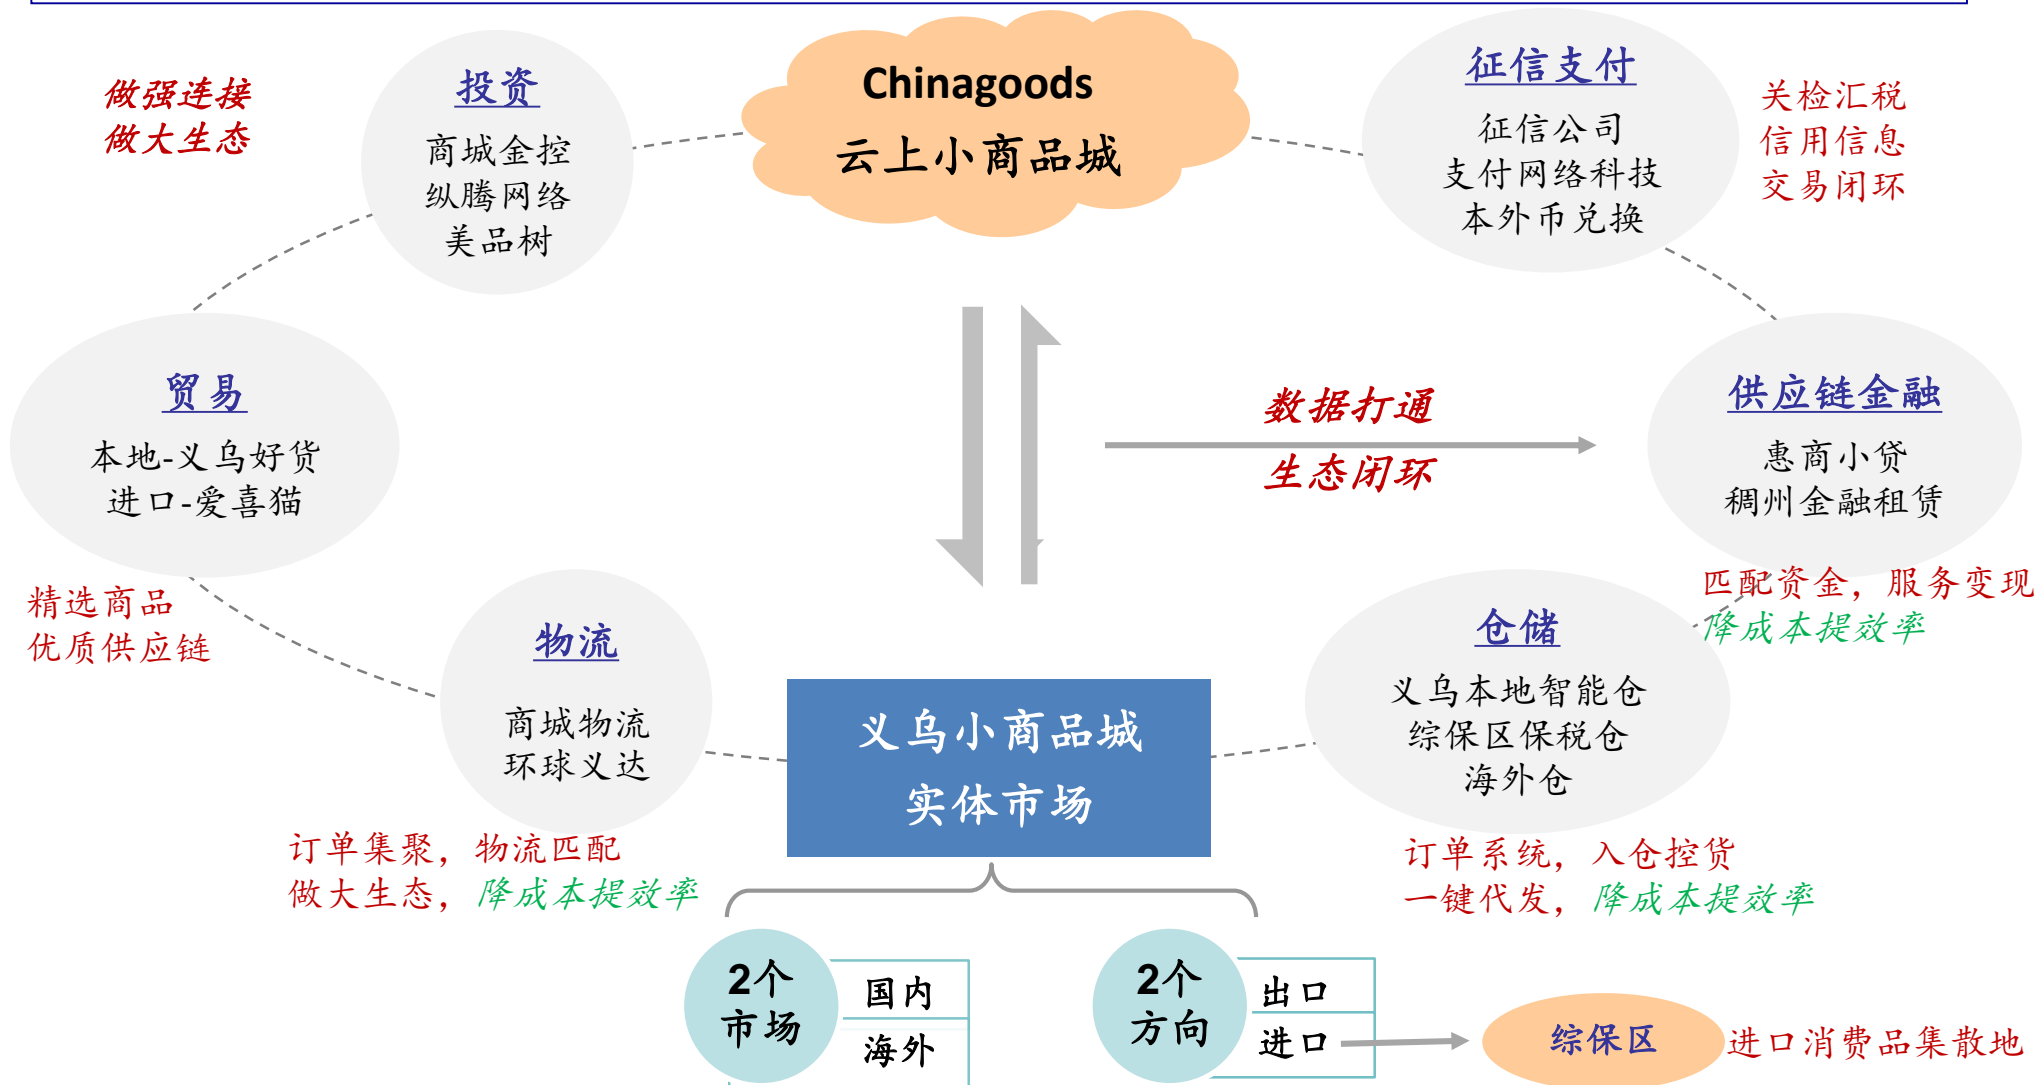 做强连接
做大生态
投资
商城金控
纵腾网络
美品树
Chinagoods
云上小商品城
征信支付
征信公司
支付网络科技
本外币兑换
关检汇税
信用信息
交易闭环
贸易
本地-义乌好货
进口-爱喜猫
精选商品
优质供应链
数据打通
生态闭环
供应链金融
惠商小贷
稠州金融租赁
匹配资金，服务变现
降成本提效率
物流
商城物流
环球义达
订单集聚，物流匹配
做大生态，降成本提效率
义乌小商品城
实体市场
仓储
义乌本地智能仓
综保区保税仓
海外仓
订单系统，入仓控货
一键代发，降成本提效率
2个
市场
国内
海外
2个
方向
出口
进口
综保区
进口消费品集散地